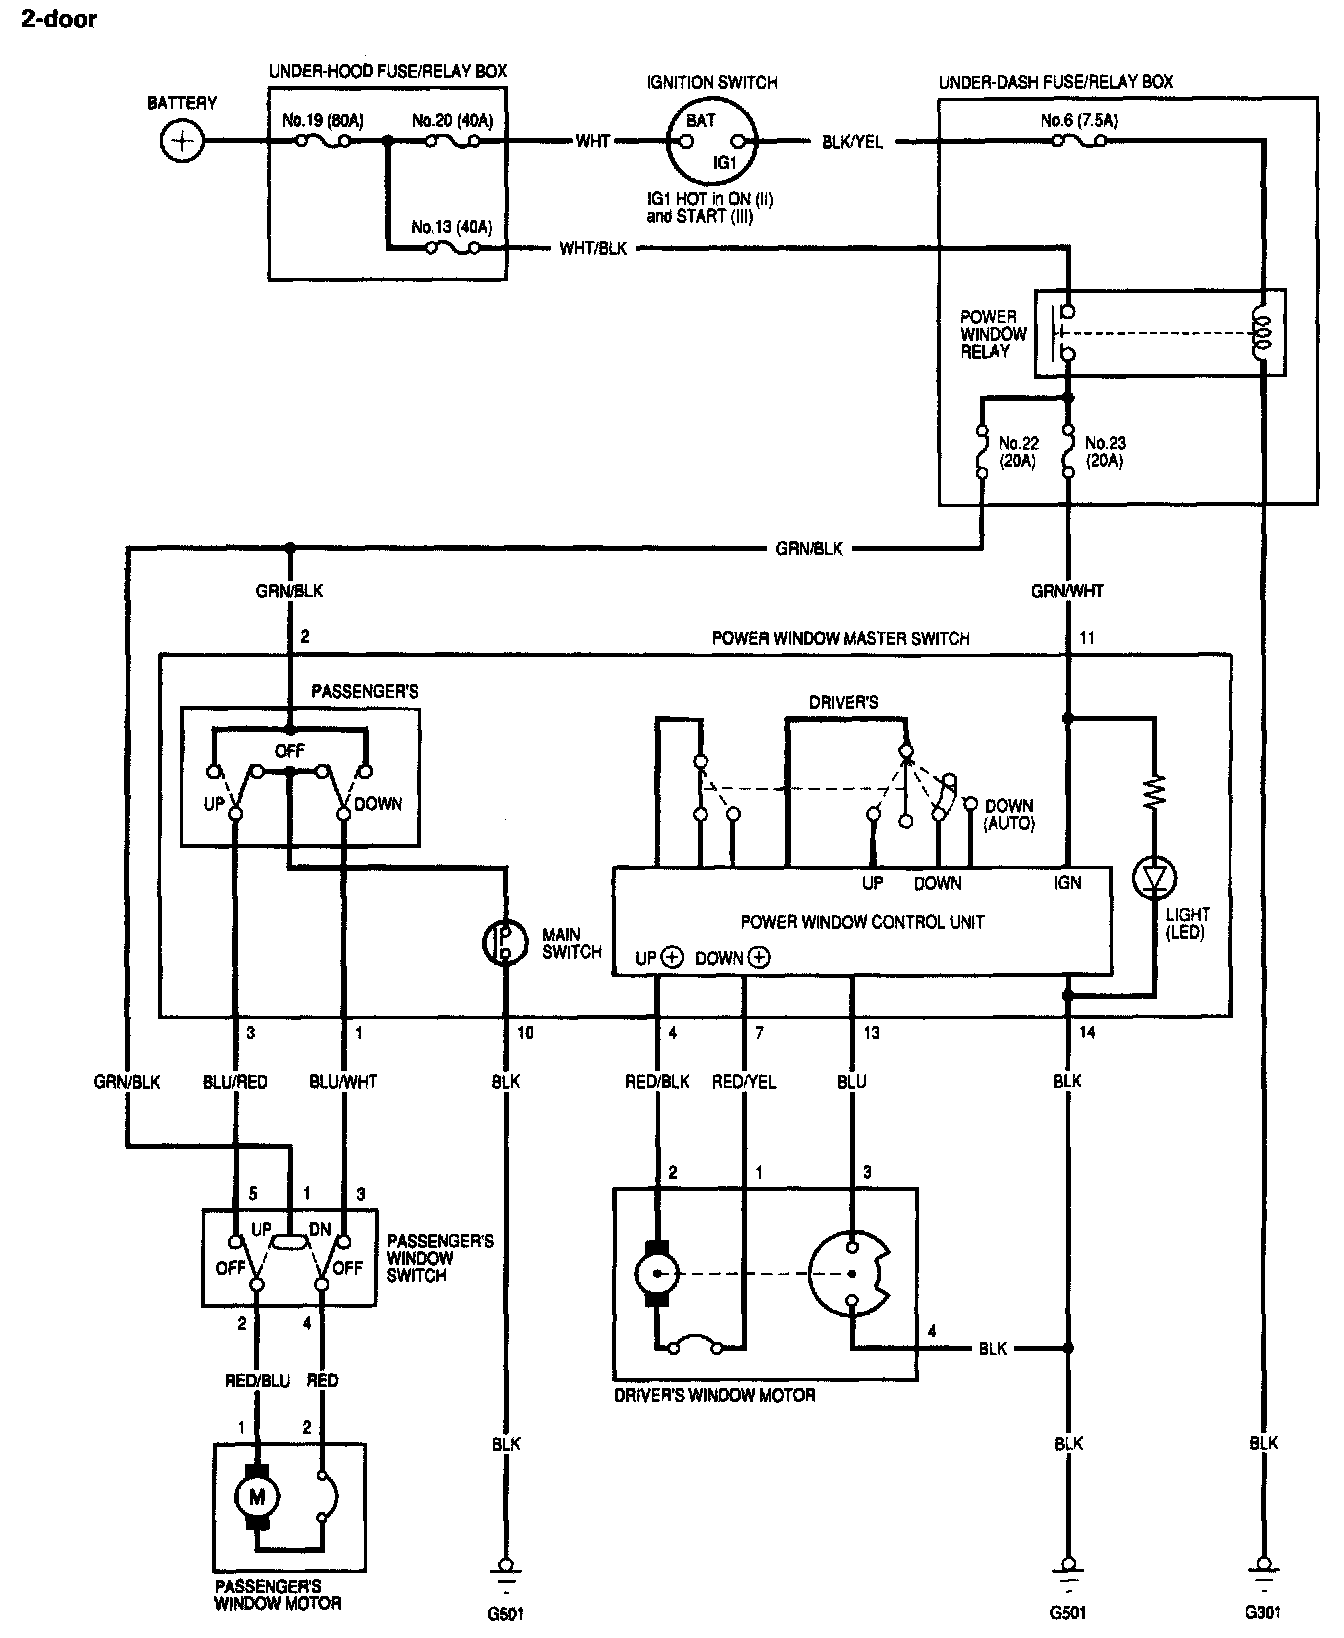 2-door
UNDER-HOOD FUSE/RELAY BOX
IGNITION SWITCH
UNDER-DASH FUSE/RELAY BOX
BATTERY
No.19 (80A)
No.20 (40A)
BAT
No.6 (7.5A)
WHT
BLK/YEL
IG1
IG1 HOT in ON (II)
and START (III)
No.13 (40A)
WHT/BLK
POWER
WINDOW
RELAY
No.22
(20A)
No.23
(20A)
GRN/BLK
GRN/BLK
GRN/WHT
2
POWER WINDOW MASTER SWITCH
11
PASSENGER'S
DRIVER'S
OFF
UP
DOWN
DOWN
(AUTO)
UP
DOWN
IGN
POWER WINDOW CONTROL UNIT
LIGHT
(LED)
MAIN
SWITCH
UP +
DOWN +
3
1
10
4
7
13
14
GRN/BLK
BLU/RED
BLU/WHT
BLK
RED/BLK
RED/YEL
BLU
BLK
2
1
3
5
1
3
UP
DN
OFF
OFF
PASSENGER'S
WINDOW
SWITCH
2
4
4
BLK
RED/BLU
RED
DRIVER'S WINDOW MOTOR
1
2
BLK
BLK
BLK
M
PASSENGER'S
WINDOW MOTOR
G501
G501
G301